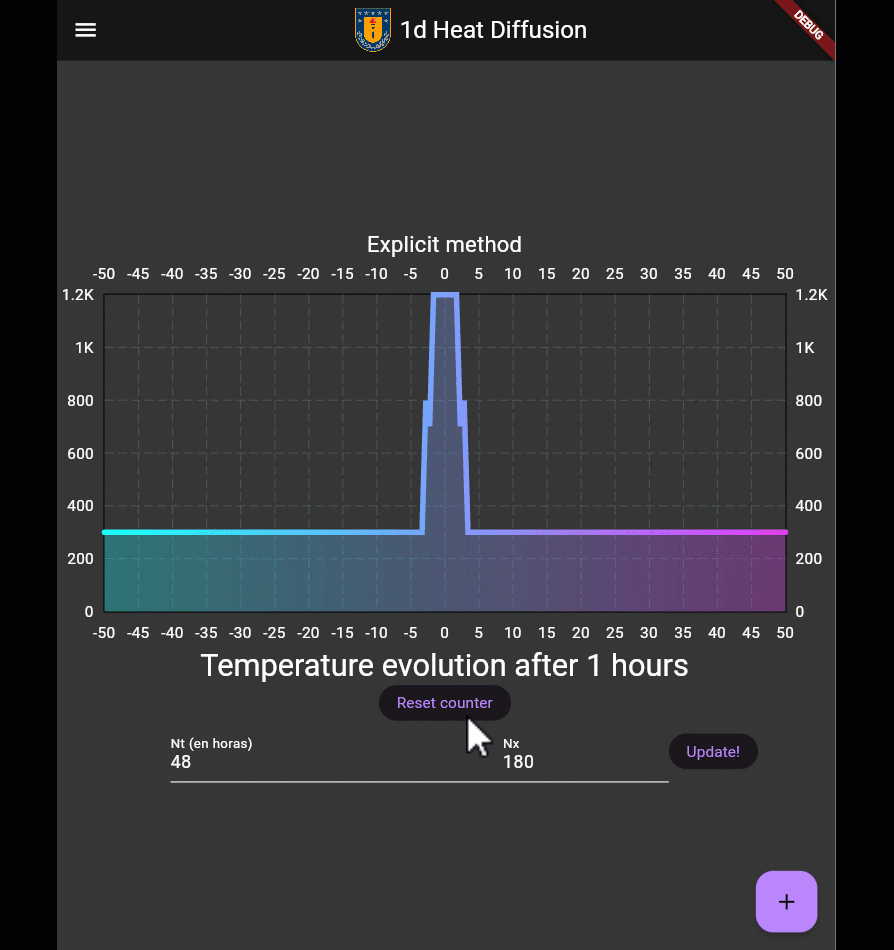 1d Heat Diffusion
DEBUG
Explicit method
-50 -45 -40 -35 -30 -25 -20 -15 -10 -5 0 5 10 15 20 25 30 35 40 45 50
1.2K 1.2K
1K 1K
800 800
600 600
400 400
200 200
0 0
-50 -45 -40 -35 -30 -25 -20 -15 -10 -5 0 5 10 15 20 25 30 35 40 45 50
Temperature evolution after 1 hours
Reset counter
Nt (en horas) Nx
48 180
Update!
+